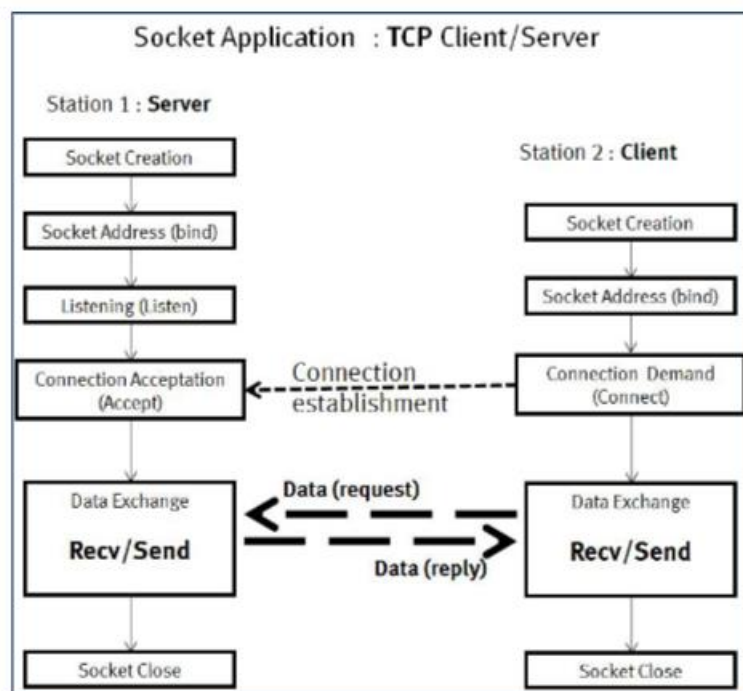 Socket Application : TCP Client/Server
Station 1 : Server
Socket Creation
Socket Address (bind)
Listening (Listen)
Connection Acceptation
(Accept)
Data Exchange
Recv/Send
Socket Close
Connection
establishment
Data (request)
Data (reply)
Station 2 : Client
Socket Creation
Socket Address (bind)
Connection Demand
(Connect)
Data Exchange
Recv/Send
Socket Close